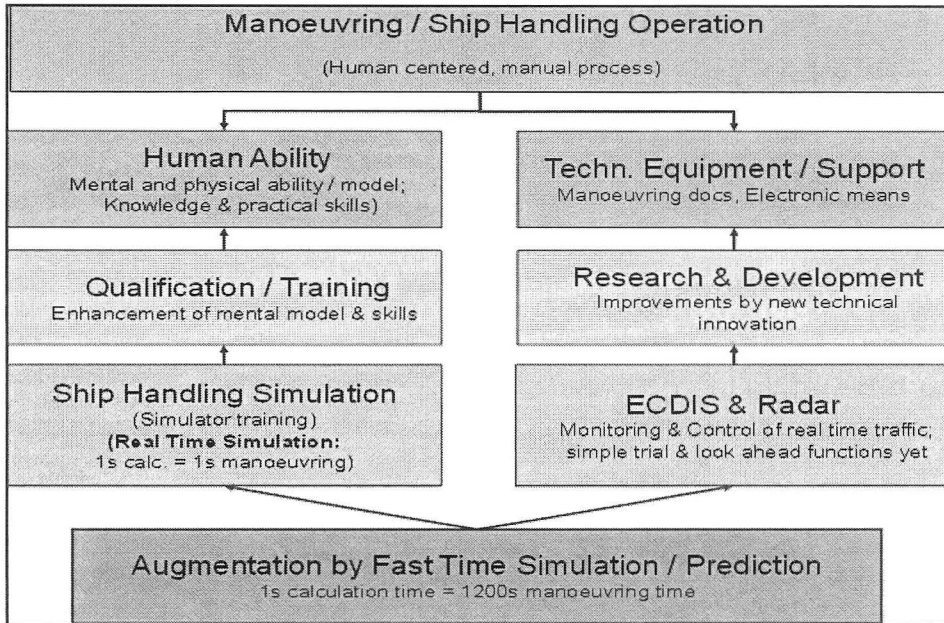 Manoeuvring / Ship Handling Operation
(Human centered, manual process)
Human Ability
Mental and physical ability / model;
Knowledge & practical skills)
Techn. Equipment / Support
Manoeuvring docs, Electronic means
Qualification / Training
Enhancement of mental model & skills
Research & Development
Improvements by new technical
innovation
Ship Handling Simulation
(Simulator training)
(Real Time Simulation:
1s calc. = 1s manoeuvring)
ECDIS & Radar
Monitoring & Control of real time traffic;
simple trial & look ahead functions yet
Augmentation by Fast Time Simulation / Prediction
1s calculation time = 1200s manoeuvring time